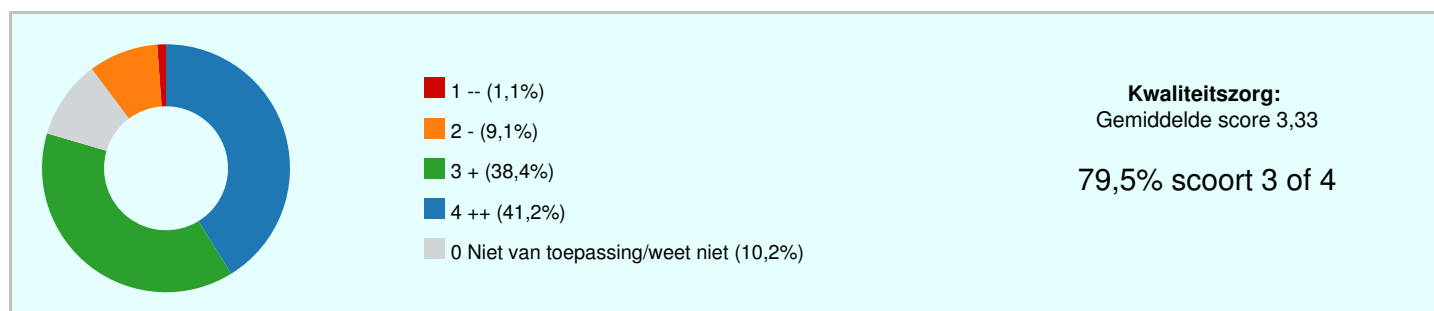 1 -- (1,1%)
2 - (9,1%)
3 + (38,4%)
4 ++ (41,2%)
0 Niet van toepassing/weet niet (10,2%)
Kwaliteitszorg:
Gemiddelde score 3,33
79,5% scoort 3 of 4